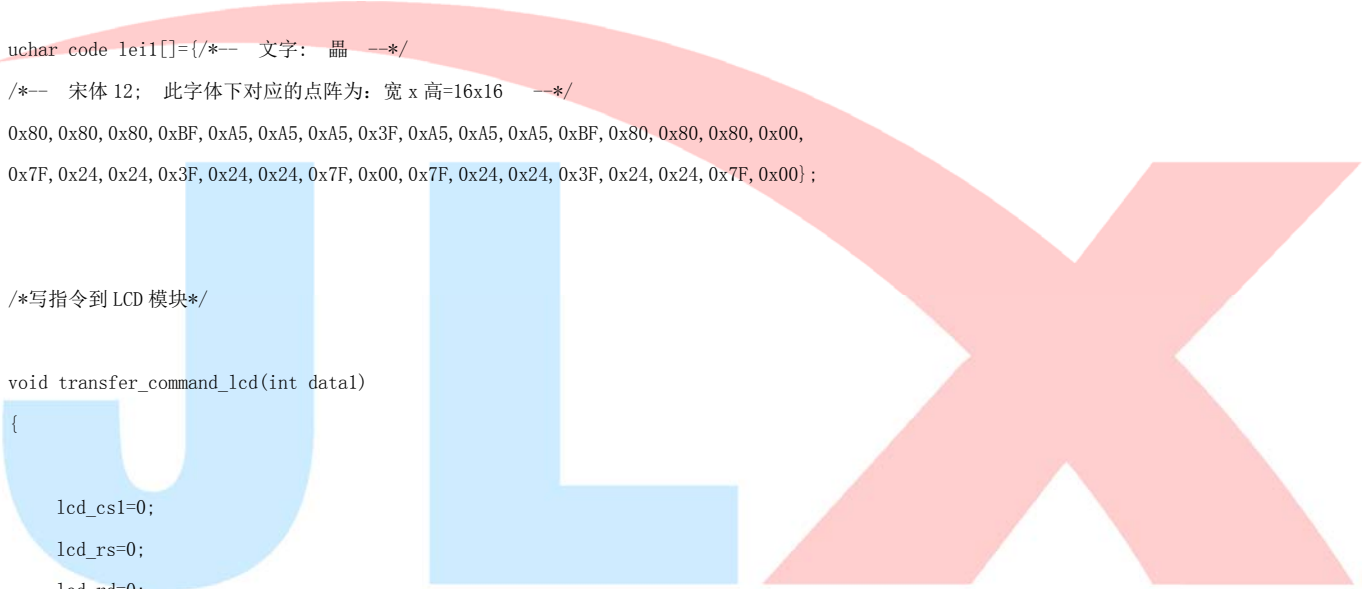 uchar code lei1[]={/*--  文字:  畾  --*/
/*--  宋体 12;  此字体下对应的点阵为：宽 x 高=16x16   --*/
0x80,0x80,0x80,0xBF,0xA5,0xA5,0xA5,0x3F,0xA5,0xA5,0xA5,0xBF,0x80,0x80,0x80,0x00,
0x7F,0x24,0x24,0x3F,0x24,0x24,0x7F,0x00,0x7F,0x24,0x24,0x3F,0x24,0x24,0x7F,0x00};
/*写指令到 LCD 模块*/
void transfer_command_lcd(int data1)
{
lcd_cs1=0;
lcd_rs=0;
JLX